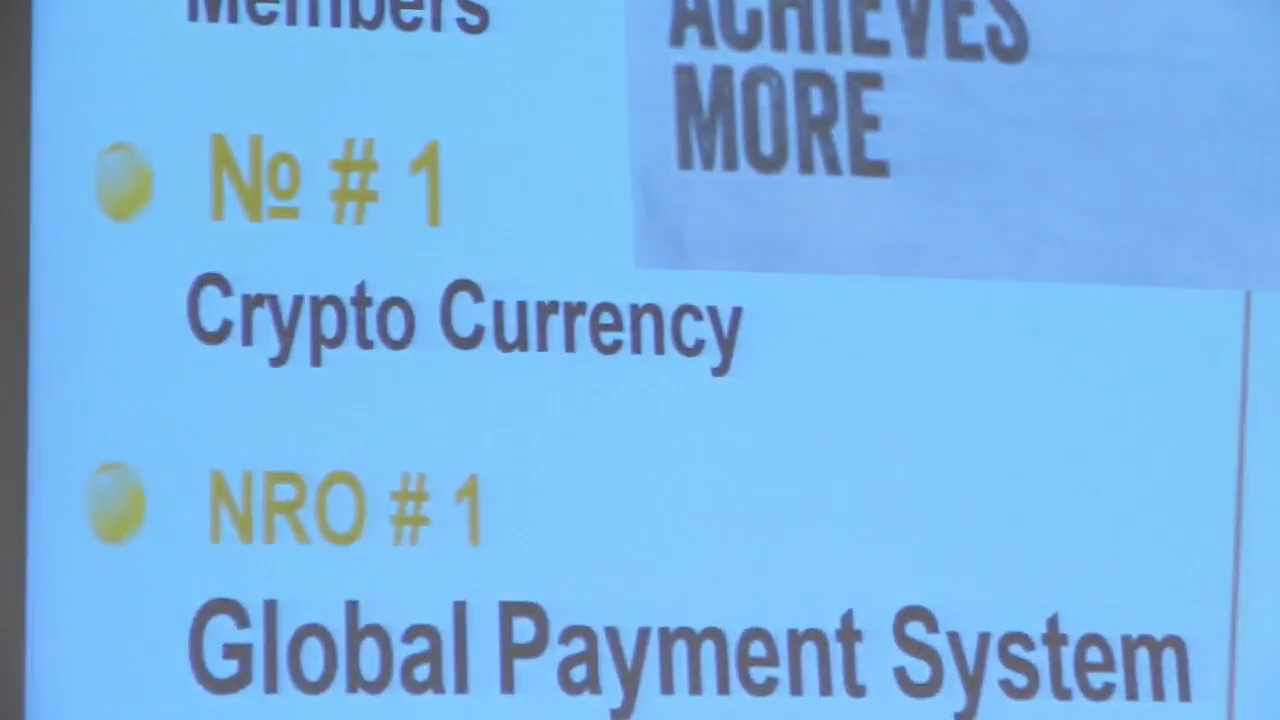 Members
№ # 1
Crypto Currency
NRO # 1
Global Payment System
ACHIEVES
MORE